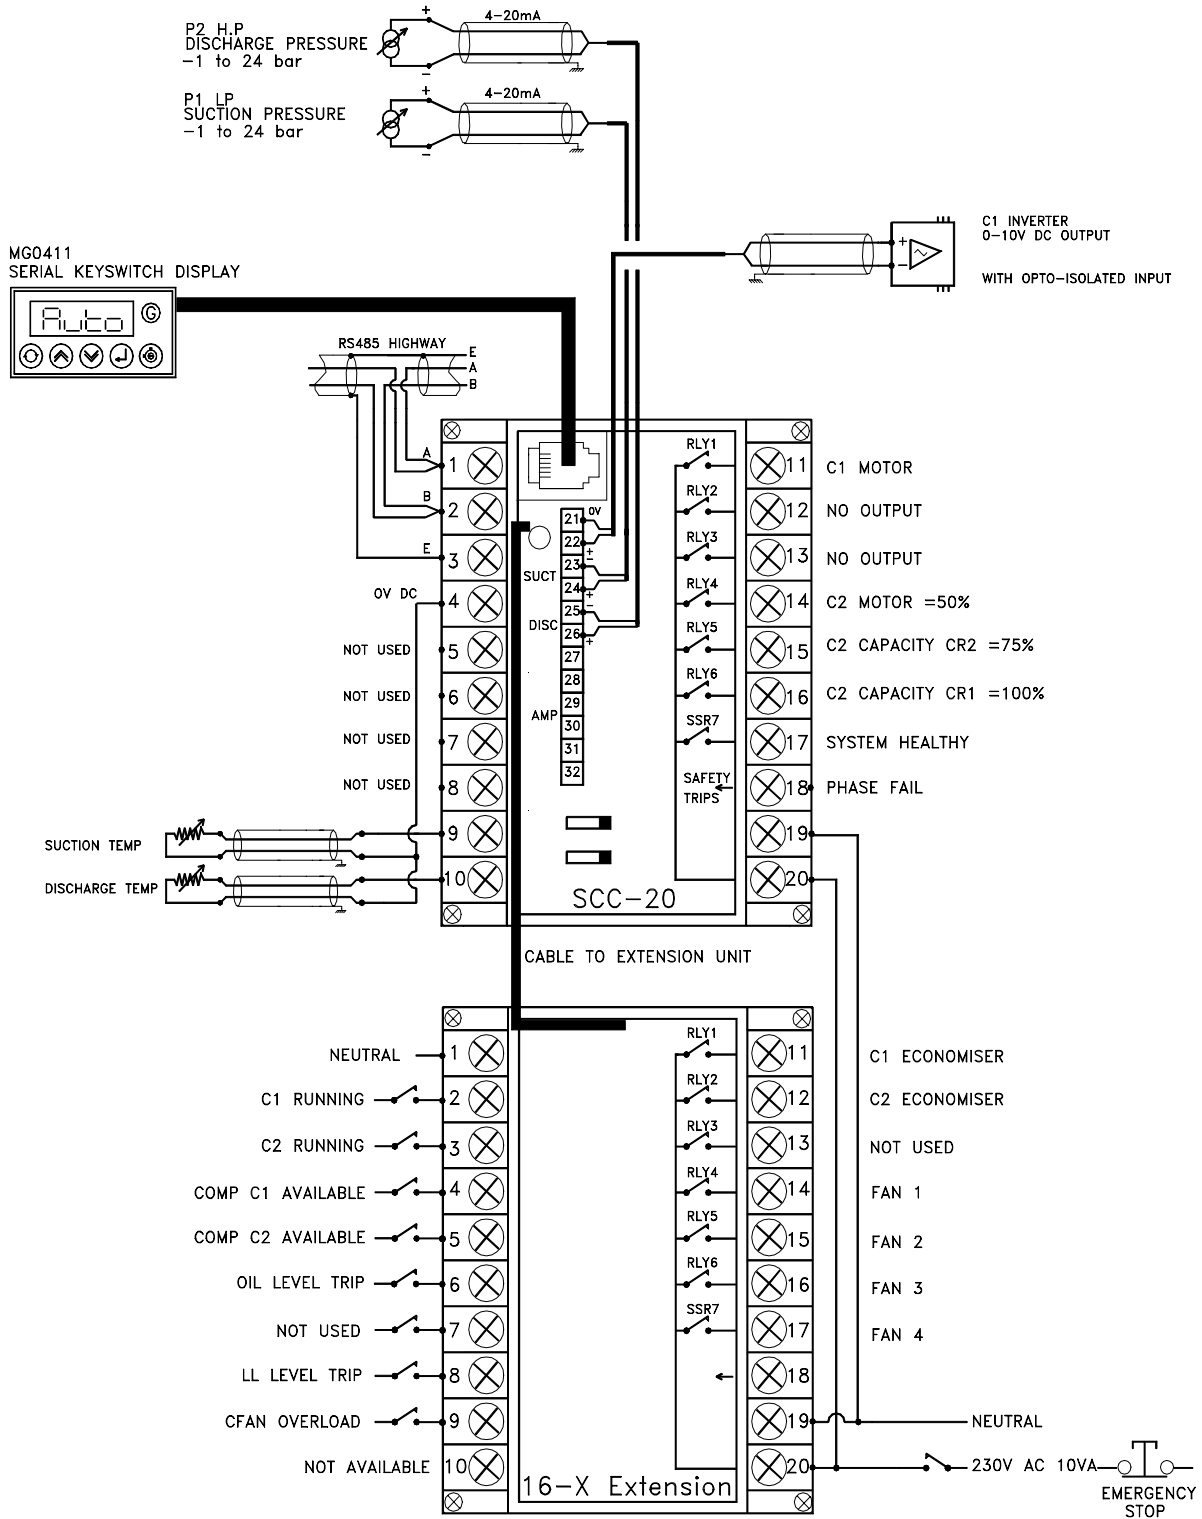 P2 H.P
DISCHARGE PRESSURE
-1 to 24 bar
+
-
4-20mA
P1 LP
SUCTION PRESSURE
-1 to 24 bar
+
-
4-20mA
C1 INVERTER
0-10V DC OUTPUT
WITH OPTO-ISOLATED INPUT
+
-
MG0411
SERIAL KEYSWITCH DISPLAY
Auto
G
RS485 HIGHWAY
E
A
B
A
1
B
2
E
3
0V DC
4
NOT USED
5
NOT USED
6
NOT USED
7
NOT USED
8
SUCTION TEMP
9
DISCHARGE TEMP
10
21
0V
22
+
SUCT
23
-
24
+
DISC
25
-
26
+
27
28
AMP
29
30
31
32
RLY1
11
C1 MOTOR
RLY2
12
NO OUTPUT
RLY3
13
NO OUTPUT
RLY4
14
C2 MOTOR =50%
RLY5
15
C2 CAPACITY CR2 =75%
RLY6
16
C2 CAPACITY CR1 =100%
SSR7
17
SYSTEM HEALTHY
SAFETY
TRIPS
18
PHASE FAIL
19
20
SCC-20
CABLE TO EXTENSION UNIT
NEUTRAL
1
C1 RUNNING
2
C2 RUNNING
3
COMP C1 AVAILABLE
4
COMP C2 AVAILABLE
5
OIL LEVEL TRIP
6
NOT USED
7
LL LEVEL TRIP
8
CFAN OVERLOAD
9
NOT AVAILABLE
10
RLY1
11
C1 ECONOMISER
RLY2
12
C2 ECONOMISER
RLY3
13
NOT USED
RLY4
14
FAN 1
RLY5
15
FAN 2
RLY6
16
FAN 3
SSR7
17
FAN 4
18
19
NEUTRAL
20
230V AC 10VA
16-X Extension
EMERGENCY
STOP